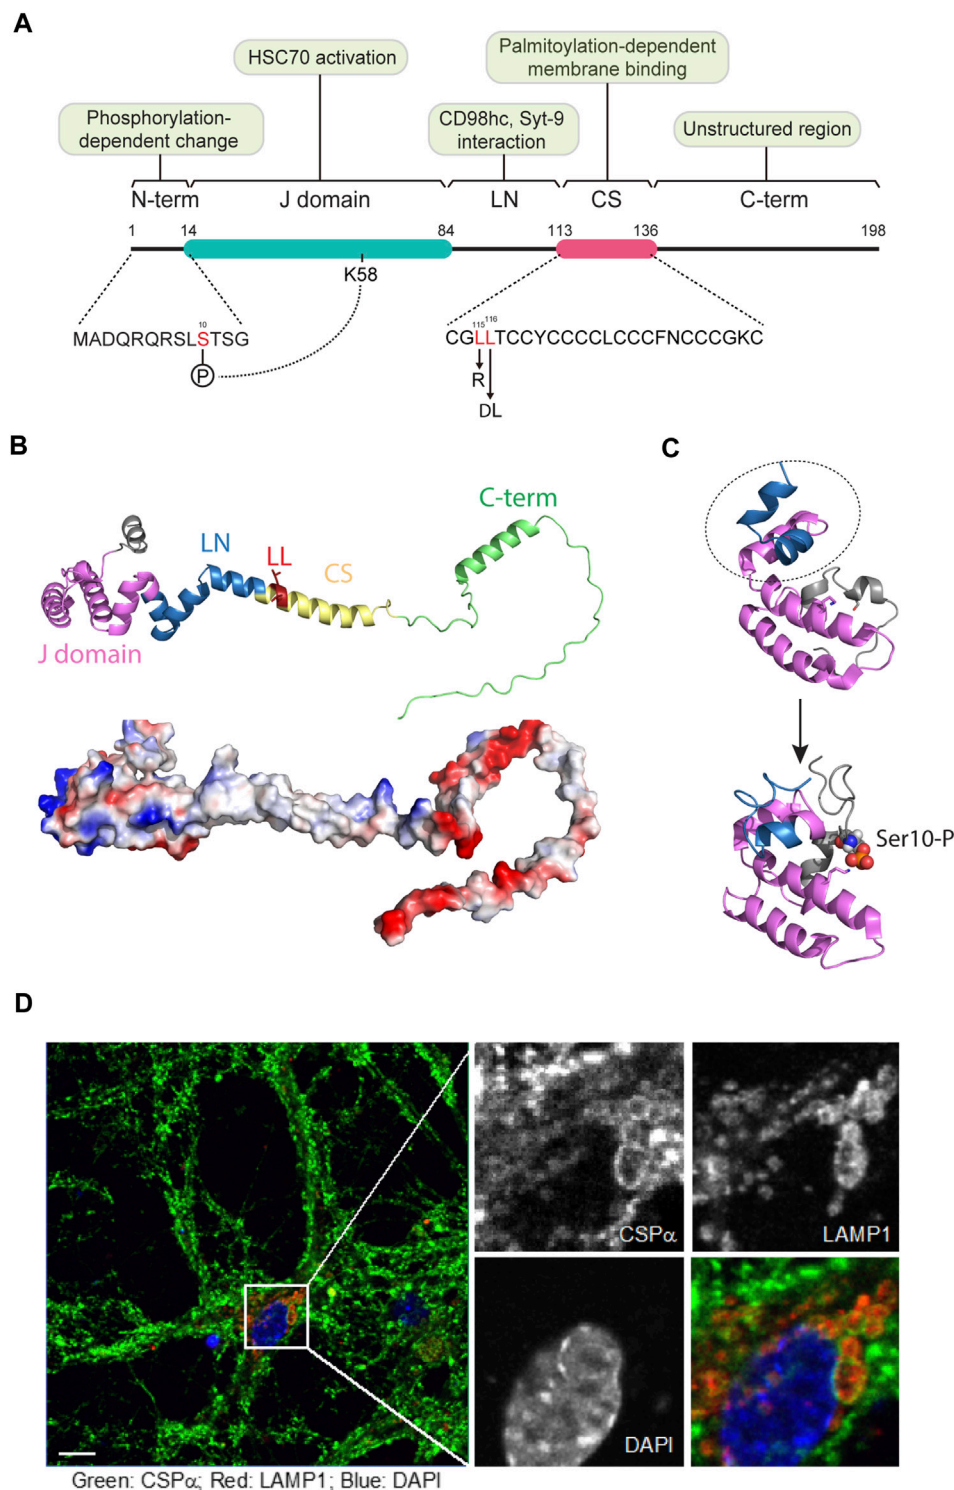 A
Palmitoylation-dependent
membrane binding
HSC70 activation
Phosphorylation-
dependent change
CD98hc, Syt-9
interaction
Unstructured region
N-term
J domain
LN
CS
C-term
1
14
84
113
136
198
K58
10
MADQRQRSLSTSG
P
115
116
CGLLTCCYCCCCLCCCFNCCCGKC
R
DL
B
C-term
LN
LL
CS
J domain
C
Ser10-P
D
CSPα
LAMP1
DAPI
Green: CSPα; Red: LAMP1; Blue: DAPI